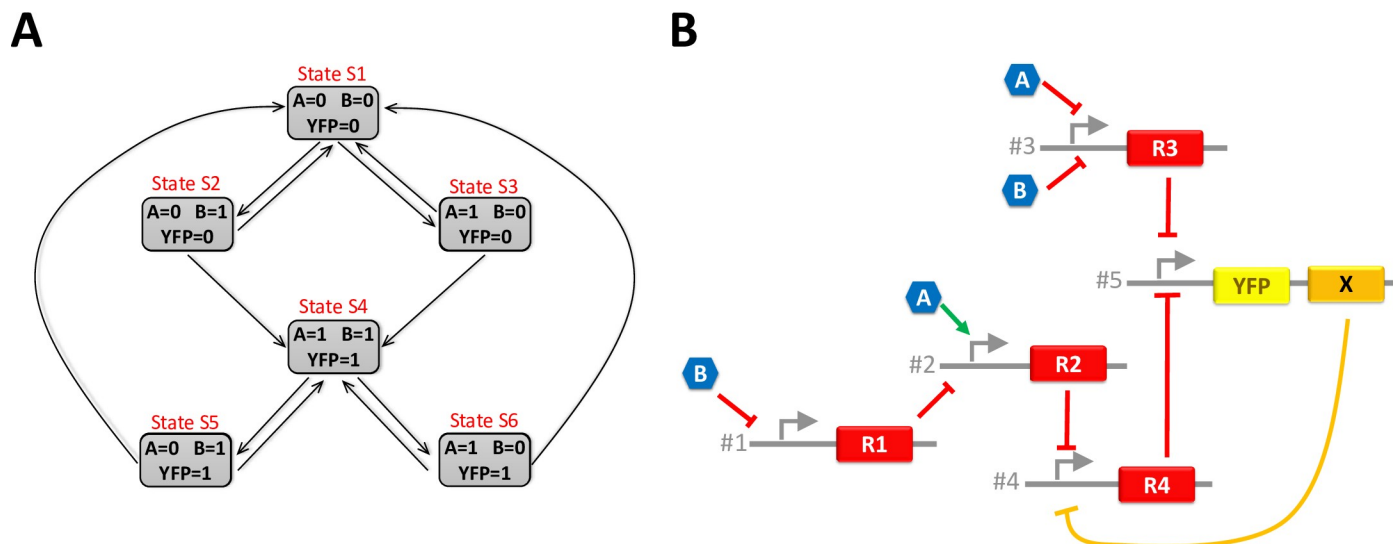 A
State S1
A=0 B=0
YFP=0
State S2
A=0 B=1
YFP=0
State S3
A=1 B=0
YFP=0
State S4
A=1 B=1
YFP=1
State S5
A=0 B=1
YFP=1
State S6
A=1 B=0
YFP=1
B
A
#3
R3
B
#5
YFP
X
A
#2
R2
B
#1
R1
#4
R4